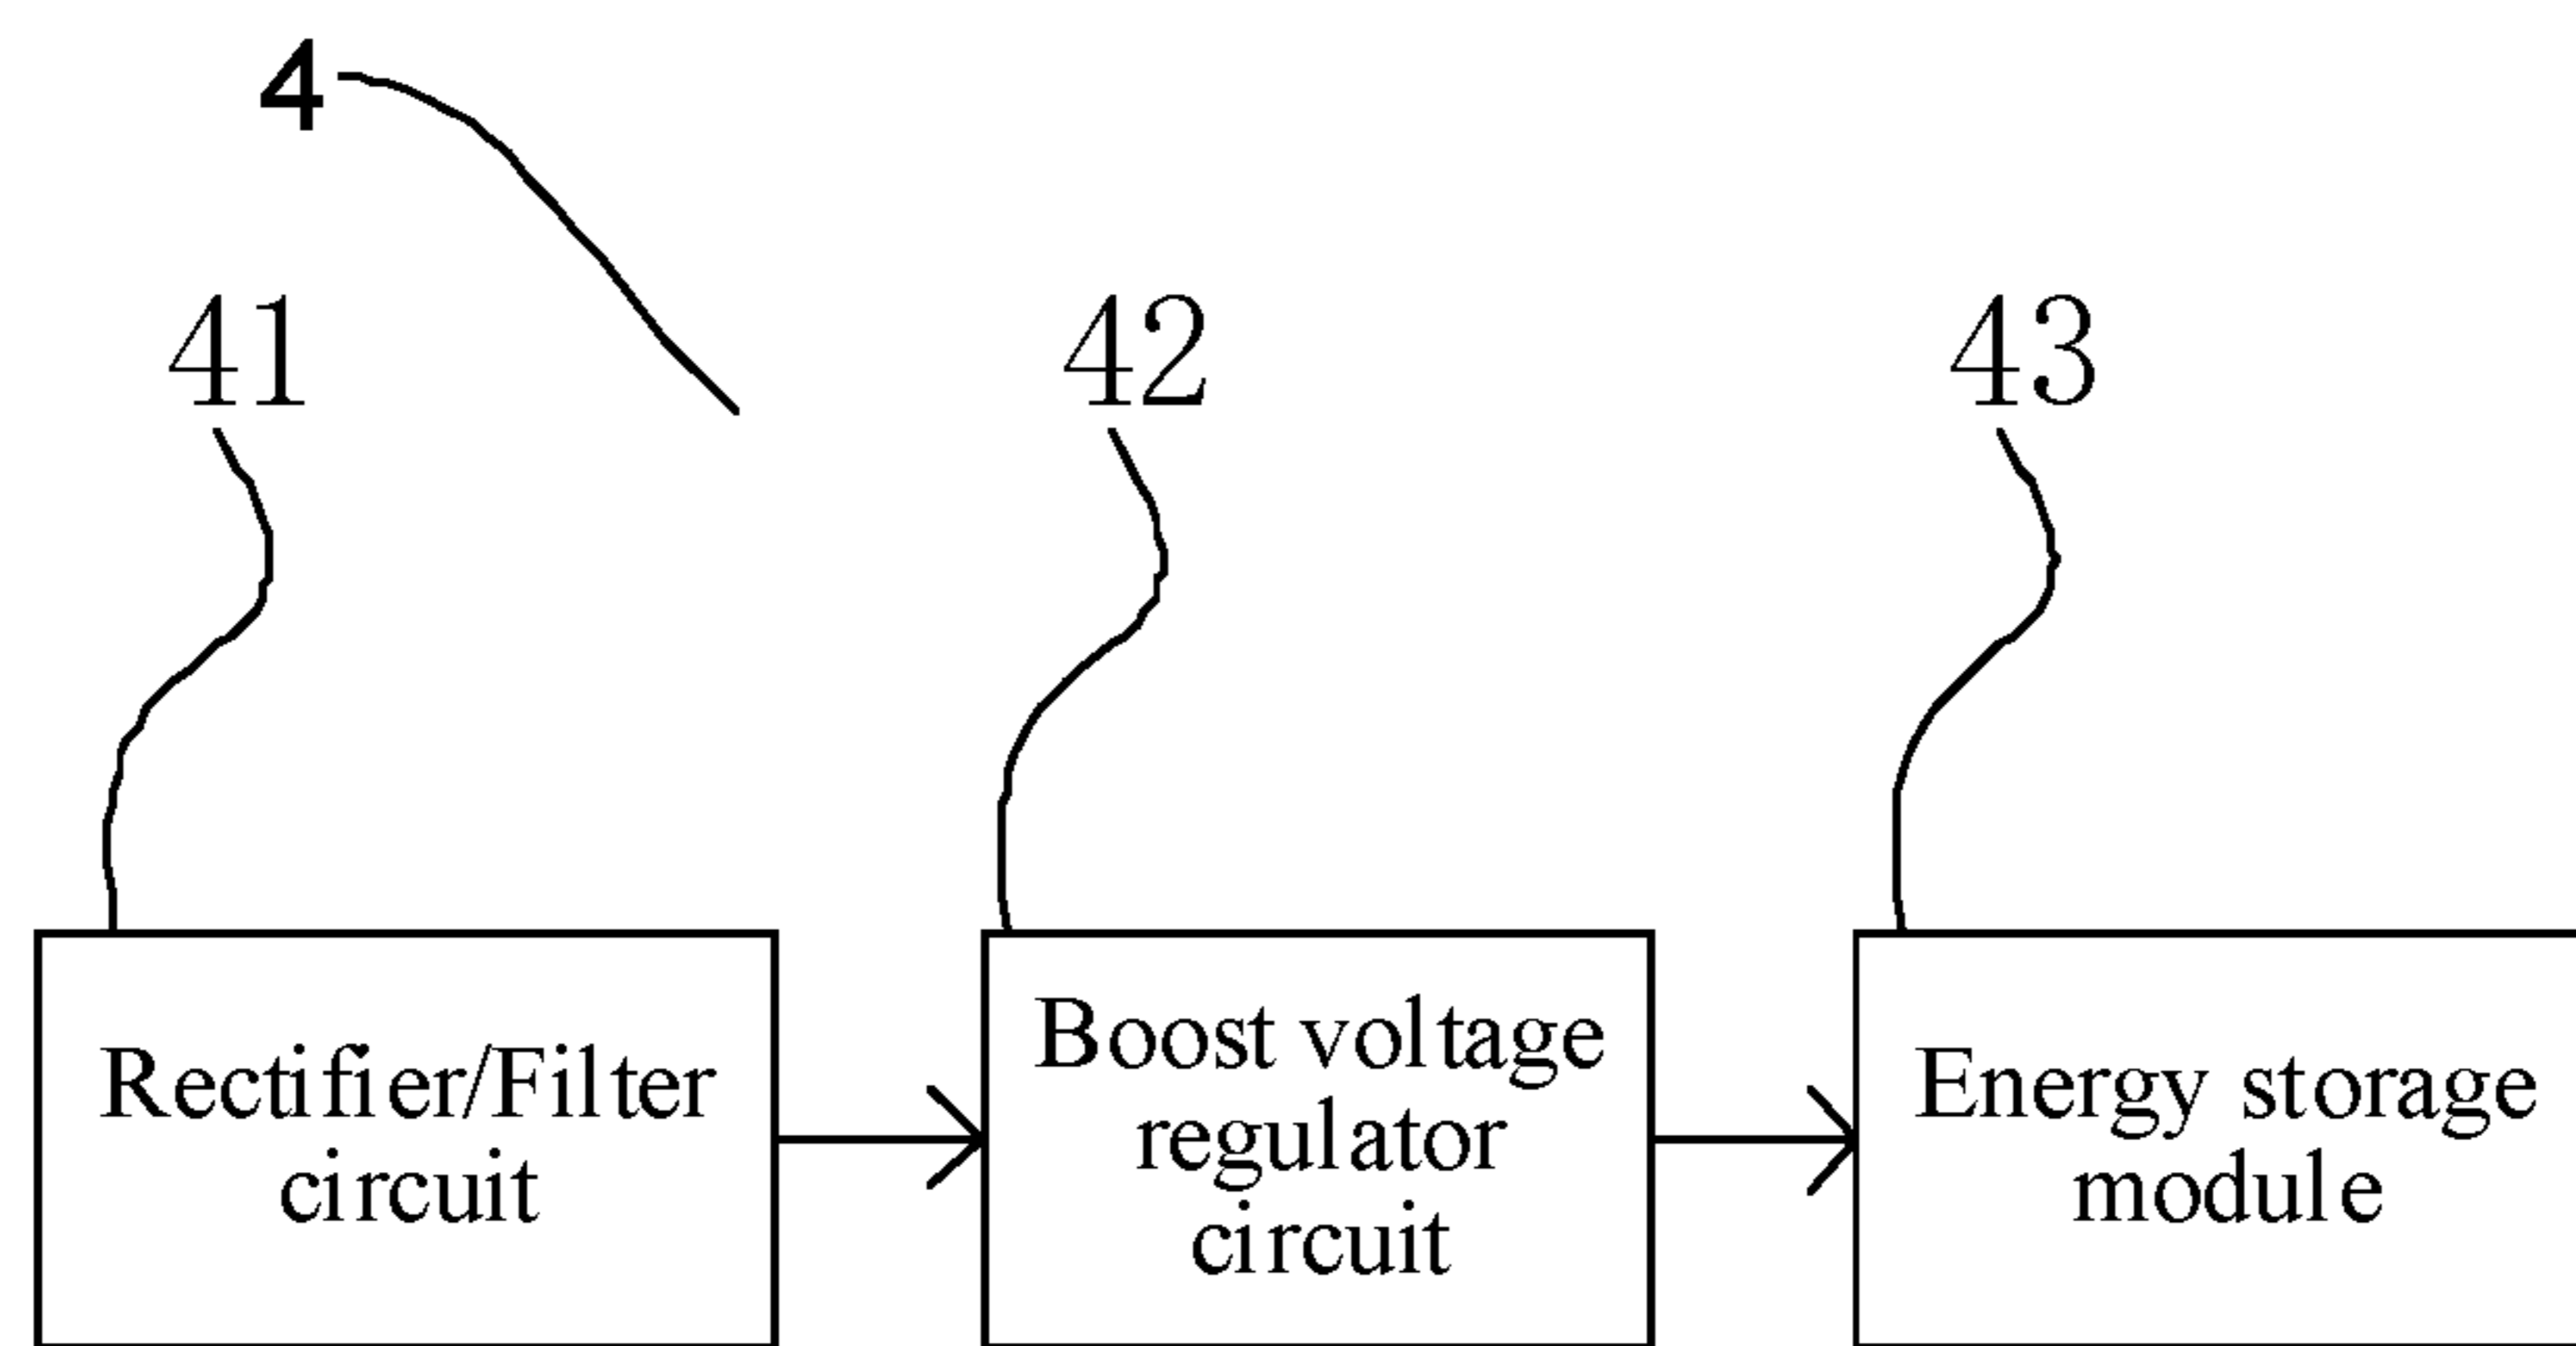 4
41
42
43
Rectifier/Filter
circuit
Boost voltage
regulator
circuit
Energy storage
module